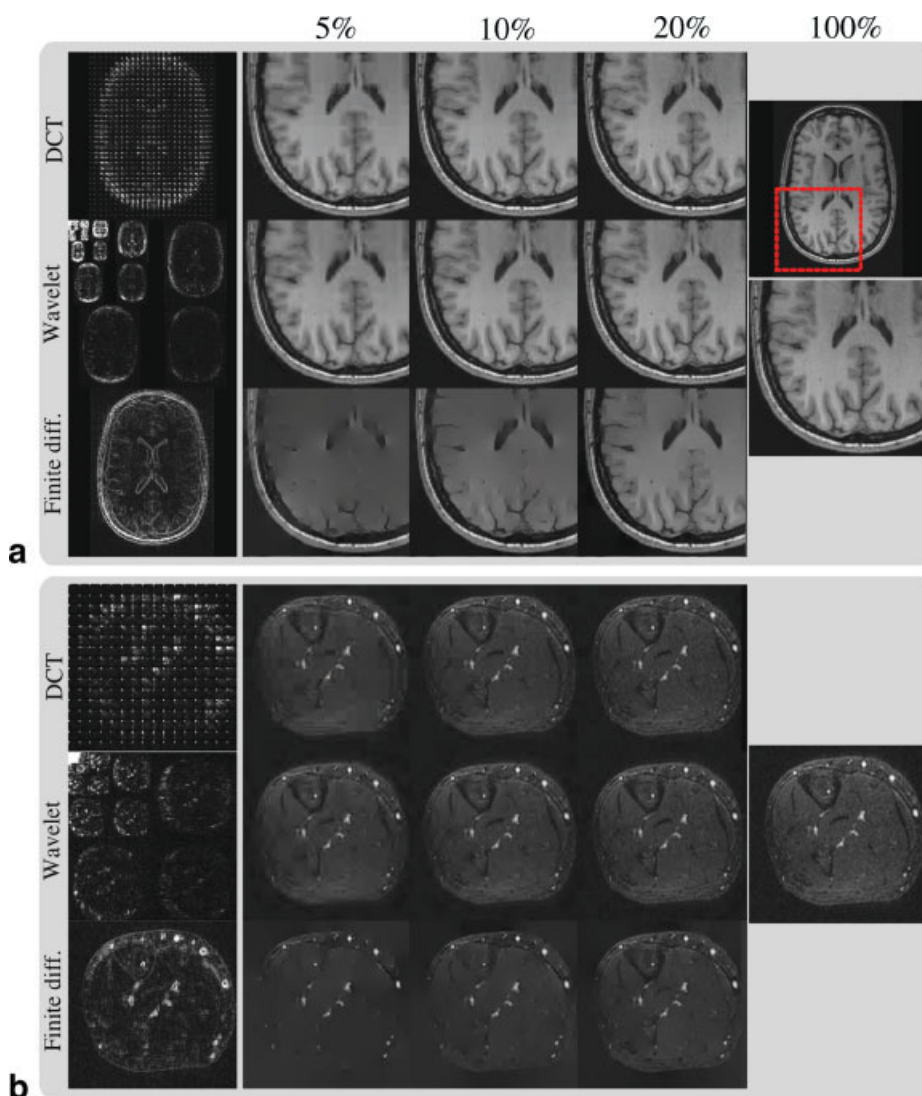 5% 10% 20% 100%
DCT
Wavelet
Finite diff.
a
DCT
Wavelet
Finite diff.
b